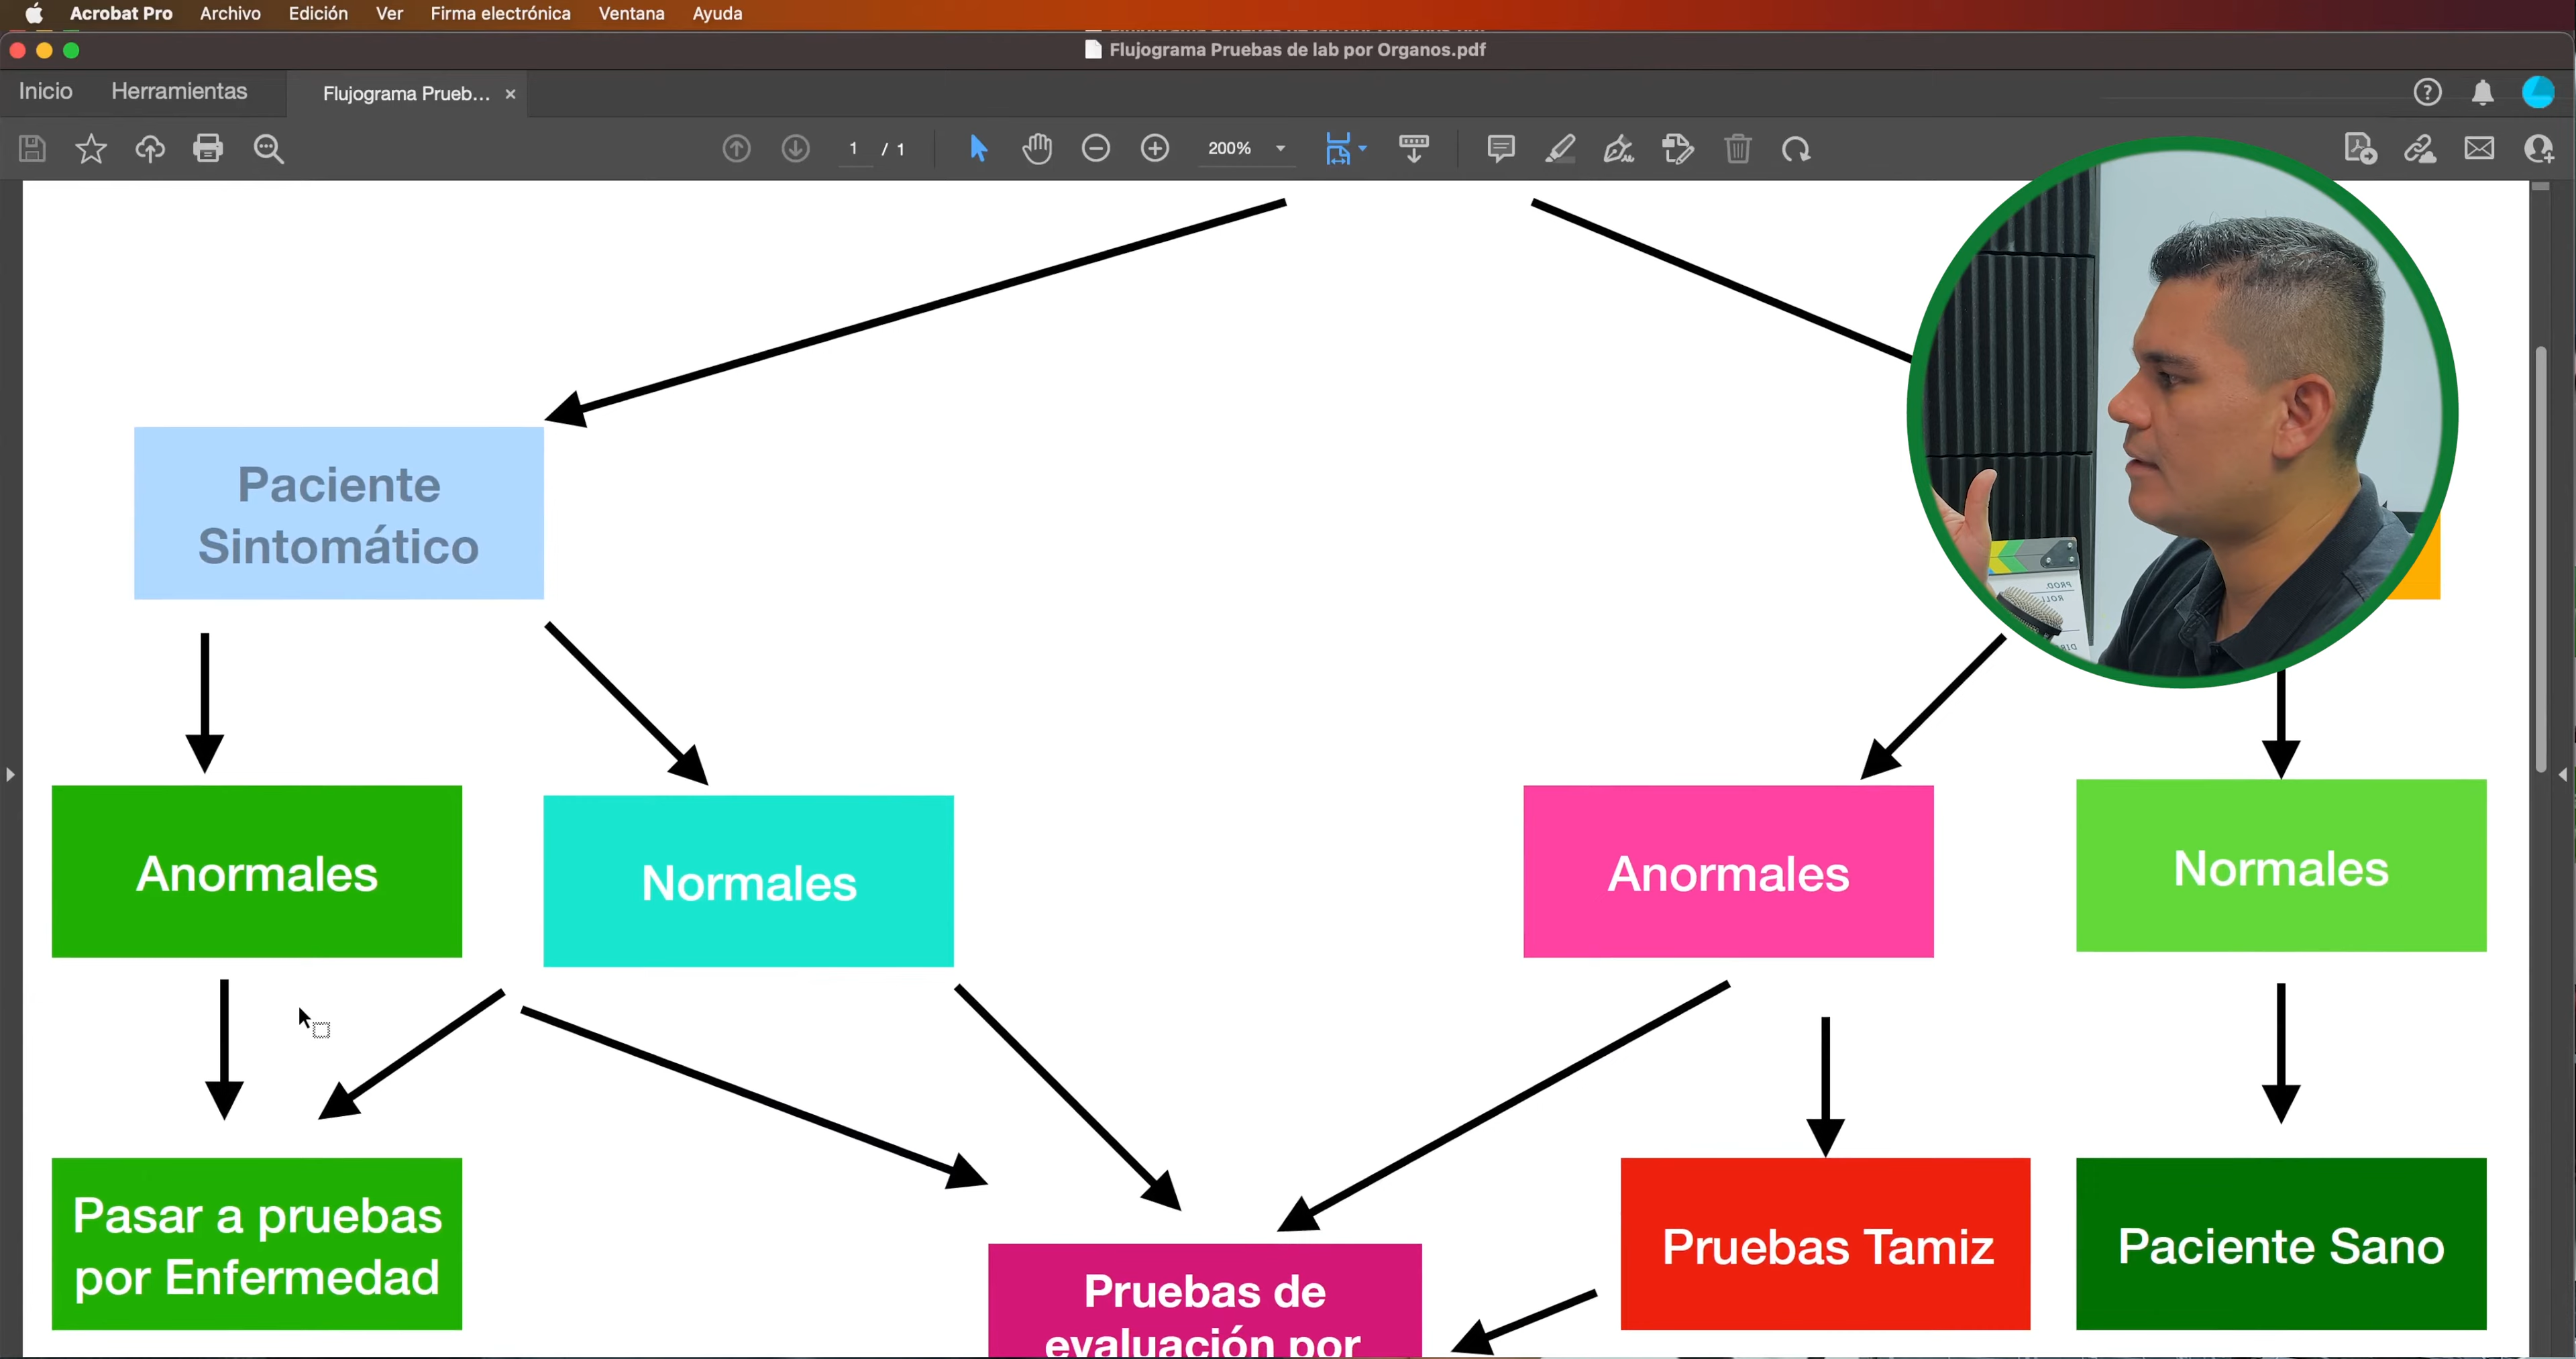 Acrobat Pro Archivo Edición Ver Firma electrónica Ventana Ayuda
Flujograma Pruebas de lab por Organos.pdf
Inicio Herramientas Flujograma Prueb... ×
1 / 1 200%
Paciente
Sintomático
Anormales
Normales
Anormales
Normales
Pasar a pruebas
por Enfermedad
Pruebas de
evaluación por
Pruebas Tamiz
Paciente Sano